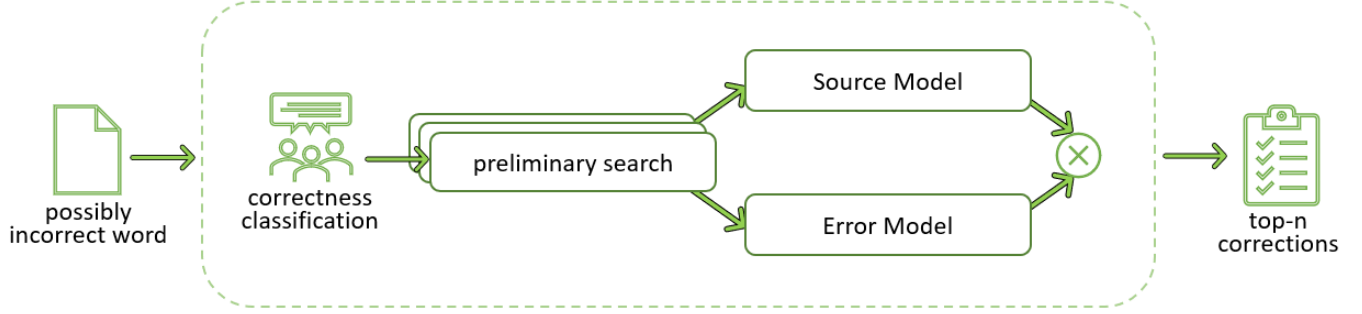 possibly
incorrect word
correctness
classification
preliminary search
Source Model
Error Model
top-n
corrections